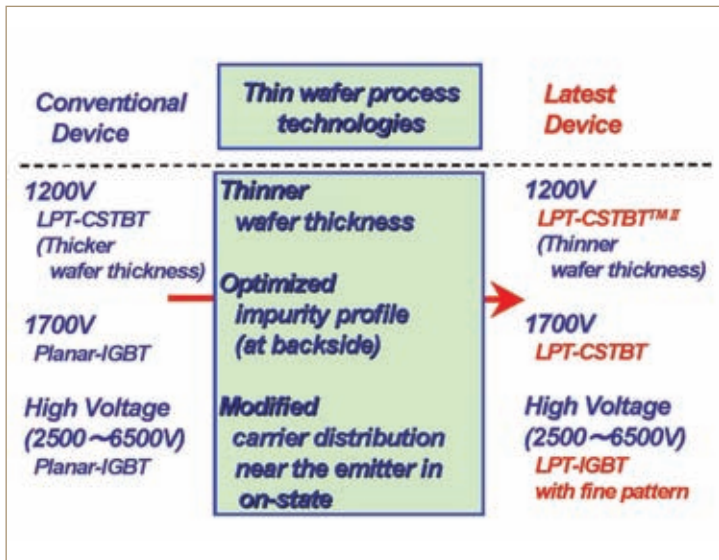 Conventional
Device
Thin wafer process
technologies
Latest
Device
1200V
LPT-CSTBT
(Thicker
wafer thickness)
1700V
Planar-IGBT
High Voltage
(2500～6500V)
Planar-IGBT
Thinner
wafer thickness
Optimized
impurity profile
(at backside)
Modified
carrier distribution
near the emitter in
on-state
1200V
LPT-CSTBT™Ⅱ
(Thinner
wafer thickness)
1700V
LPT-CSTBT
High Voltage
(2500～6500V)
LPT-IGBT
with fine pattern